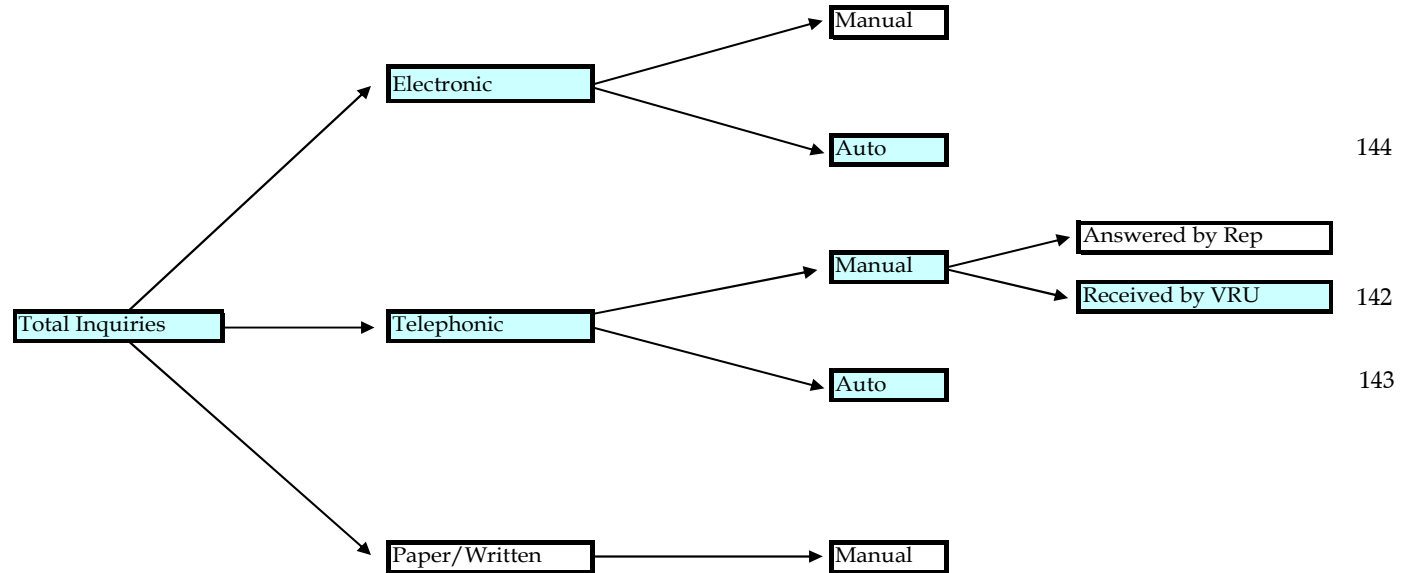 Manual
Electronic
Auto
144
Answered by Rep
Manual
Received by VRU
142
Total Inquiries
Telephonic
Auto
143
Paper/Written
Manual